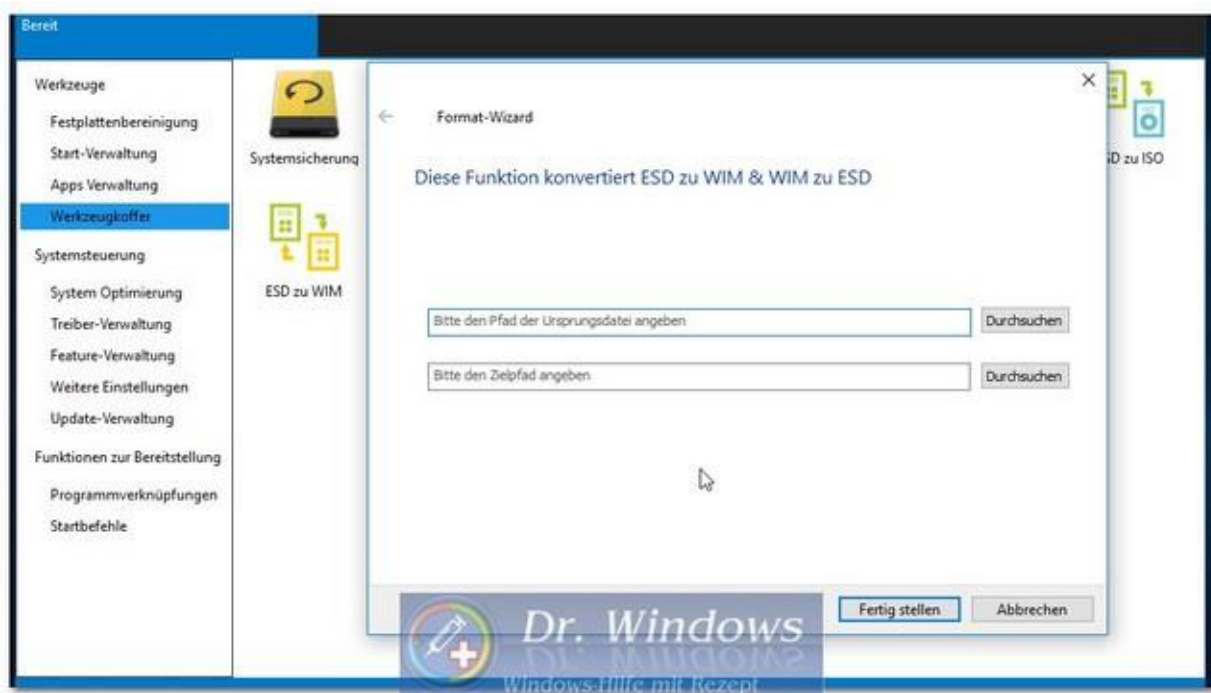 Bereit
Werkzeuge
Festplattenbereinigung
Start-Verwaltung
Apps Verwaltung
Werkzeugkoffer
Systemsteuerung
System Optimierung
Treiber-Verwaltung
Feature-Verwaltung
Weitere Einstellungen
Update-Verwaltung
Funktionen zur Bereitstellung
Programmverknüpfungen
Startbefehle
Systemsicherung
ESD zu WIM
Format-Wizard
Diese Funktion konvertiert ESD zu WIM & WIM zu ESD
Bitte den Pfad der Ursprungsdatei angeben
Durchsuchen
Bitte den Zielpfad angeben
Durchsuchen
Fertig stellen
Abbrechen
zu ISO
Dr. Windows
Windows-Hilfe mit Rezept